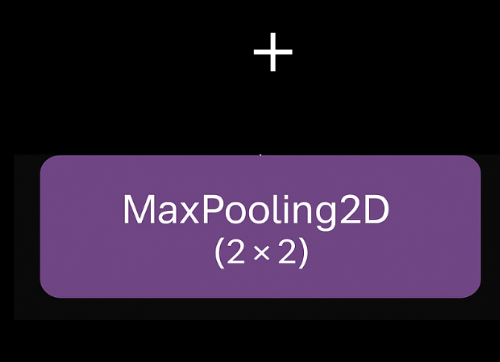 +
MaxPooling2D
(2 × 2)